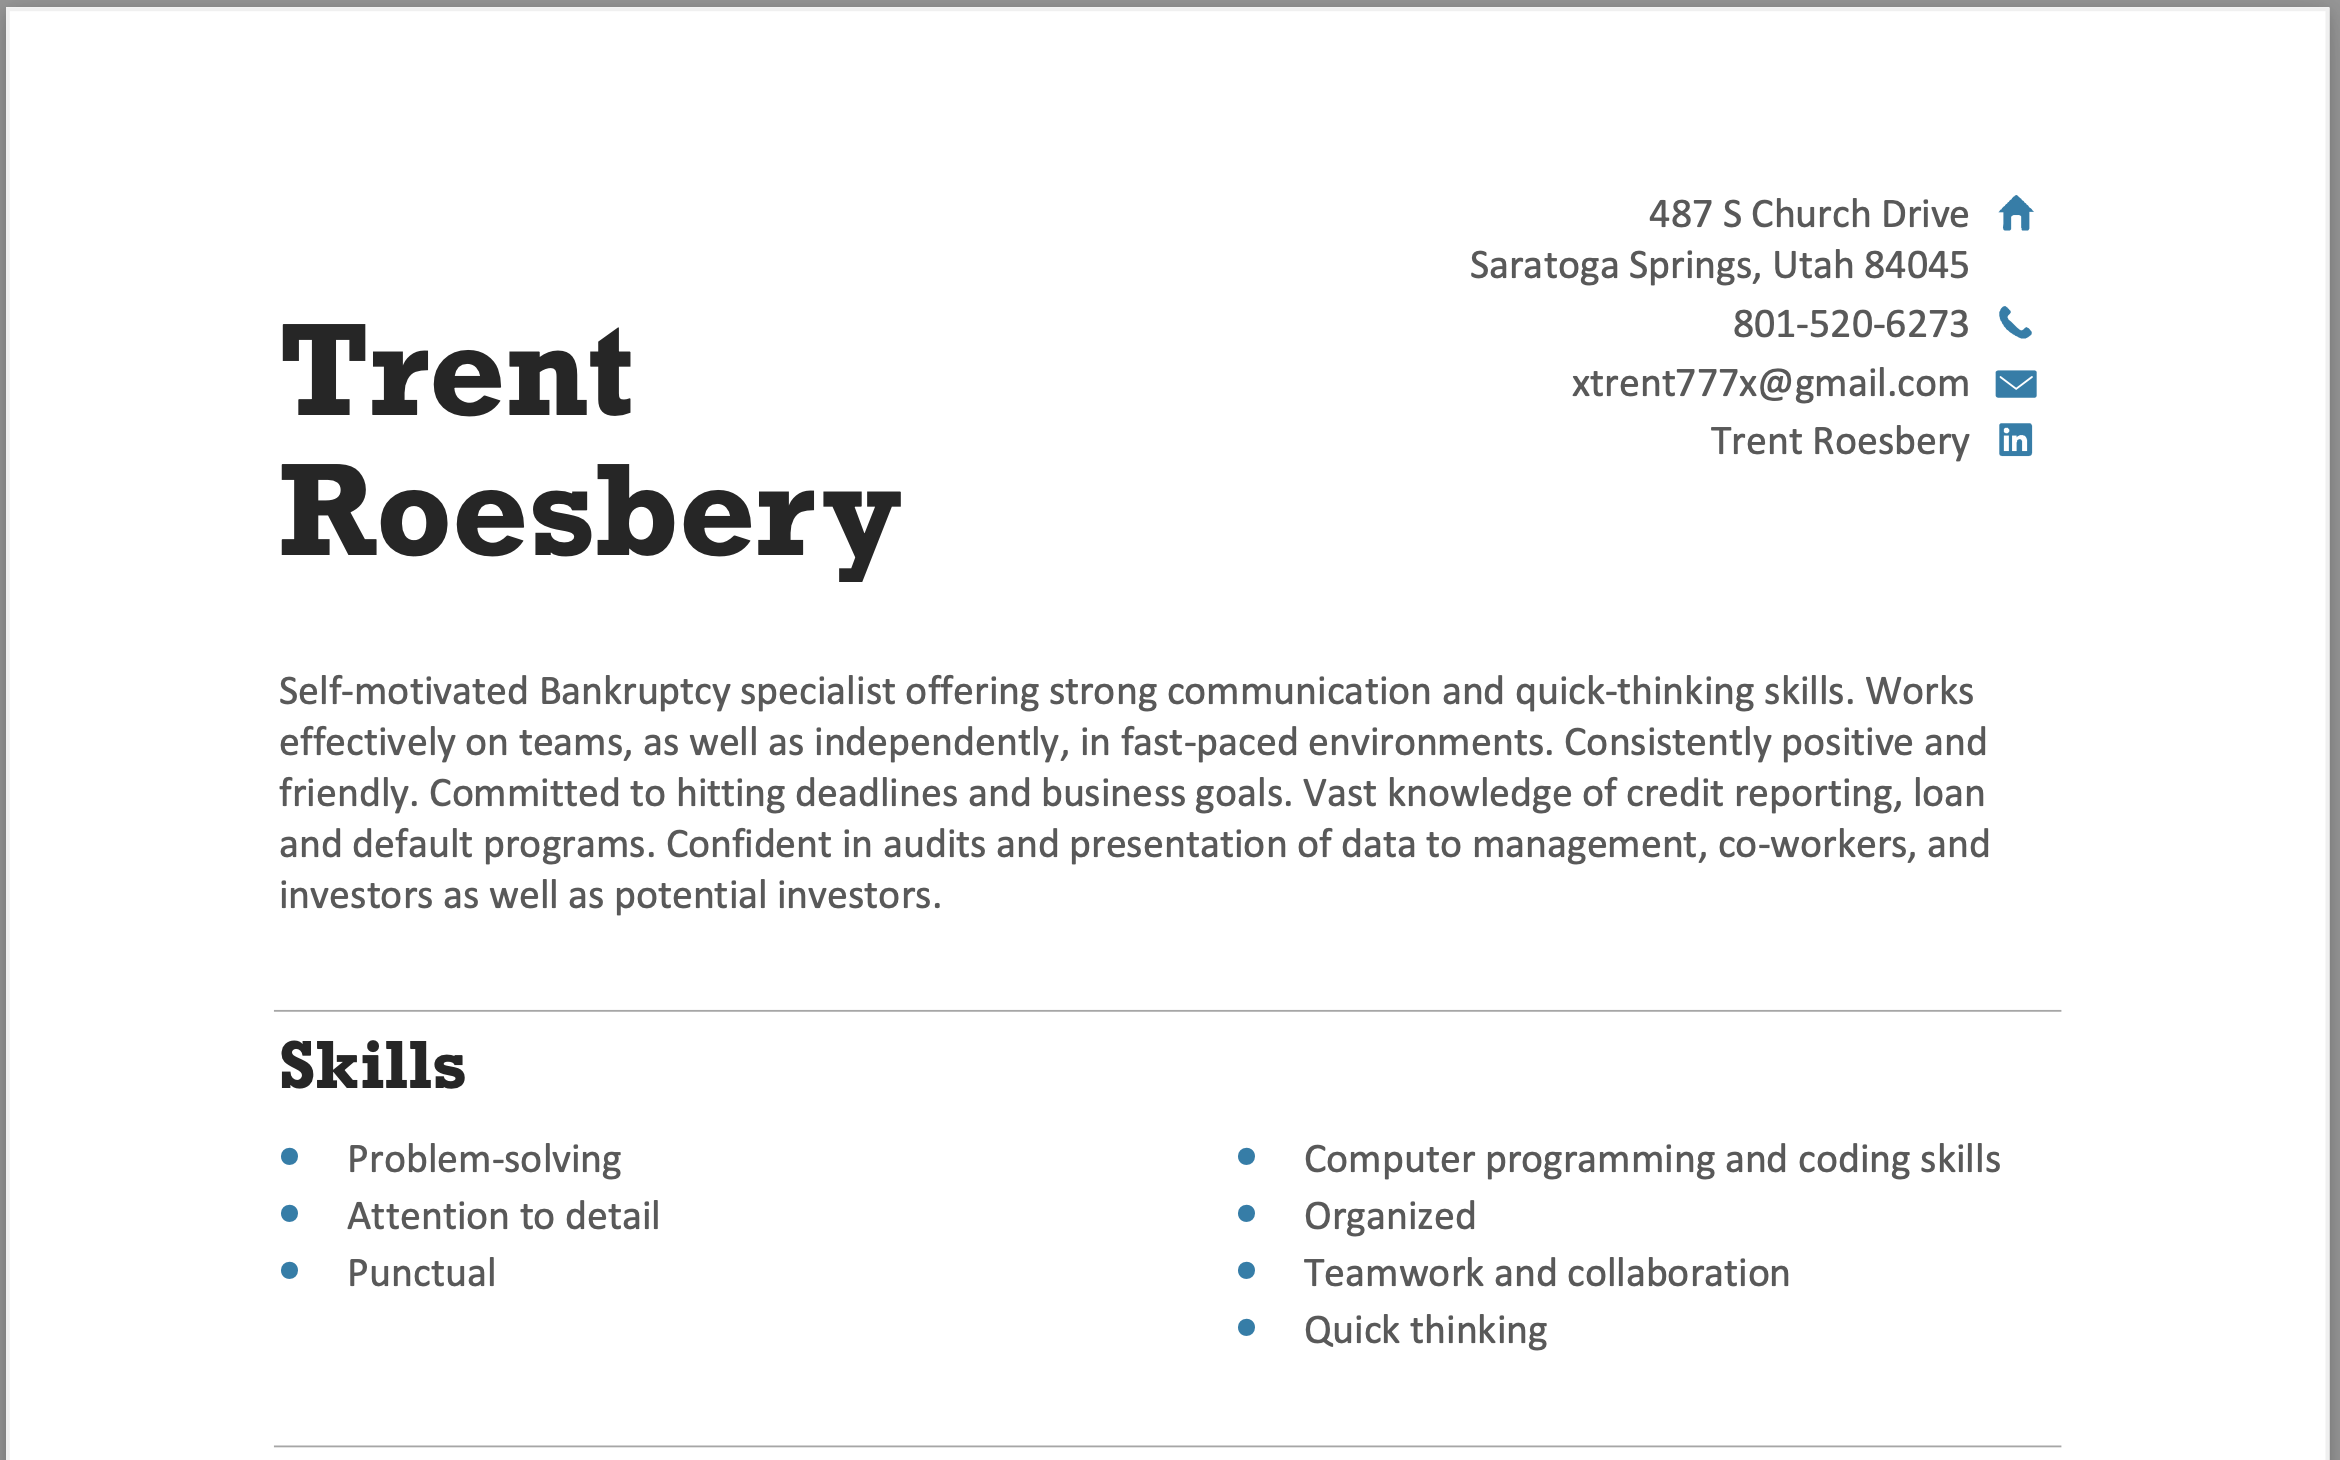 Trent
Roesbery
487 S Church Drive
Saratoga Springs, Utah 84045
801-520-6273
xtrent777x@gmail.com
Trent Roesbery
in
Self-motivated Bankruptcy specialist offering strong communication and quick-thinking skills. Works
effectively on teams, as well as independently, in fast-paced environments. Consistently positive and
friendly. Committed to hitting deadlines and business goals. Vast knowledge of credit reporting, loan
and default programs. Confident in audits and presentation of data to management, co-workers, and
investors as well as potential investors.
Skills
Problem-solving
Attention to detail
Punctual
Computer programming and coding skills
Organized
Teamwork and collaboration
Quick thinking